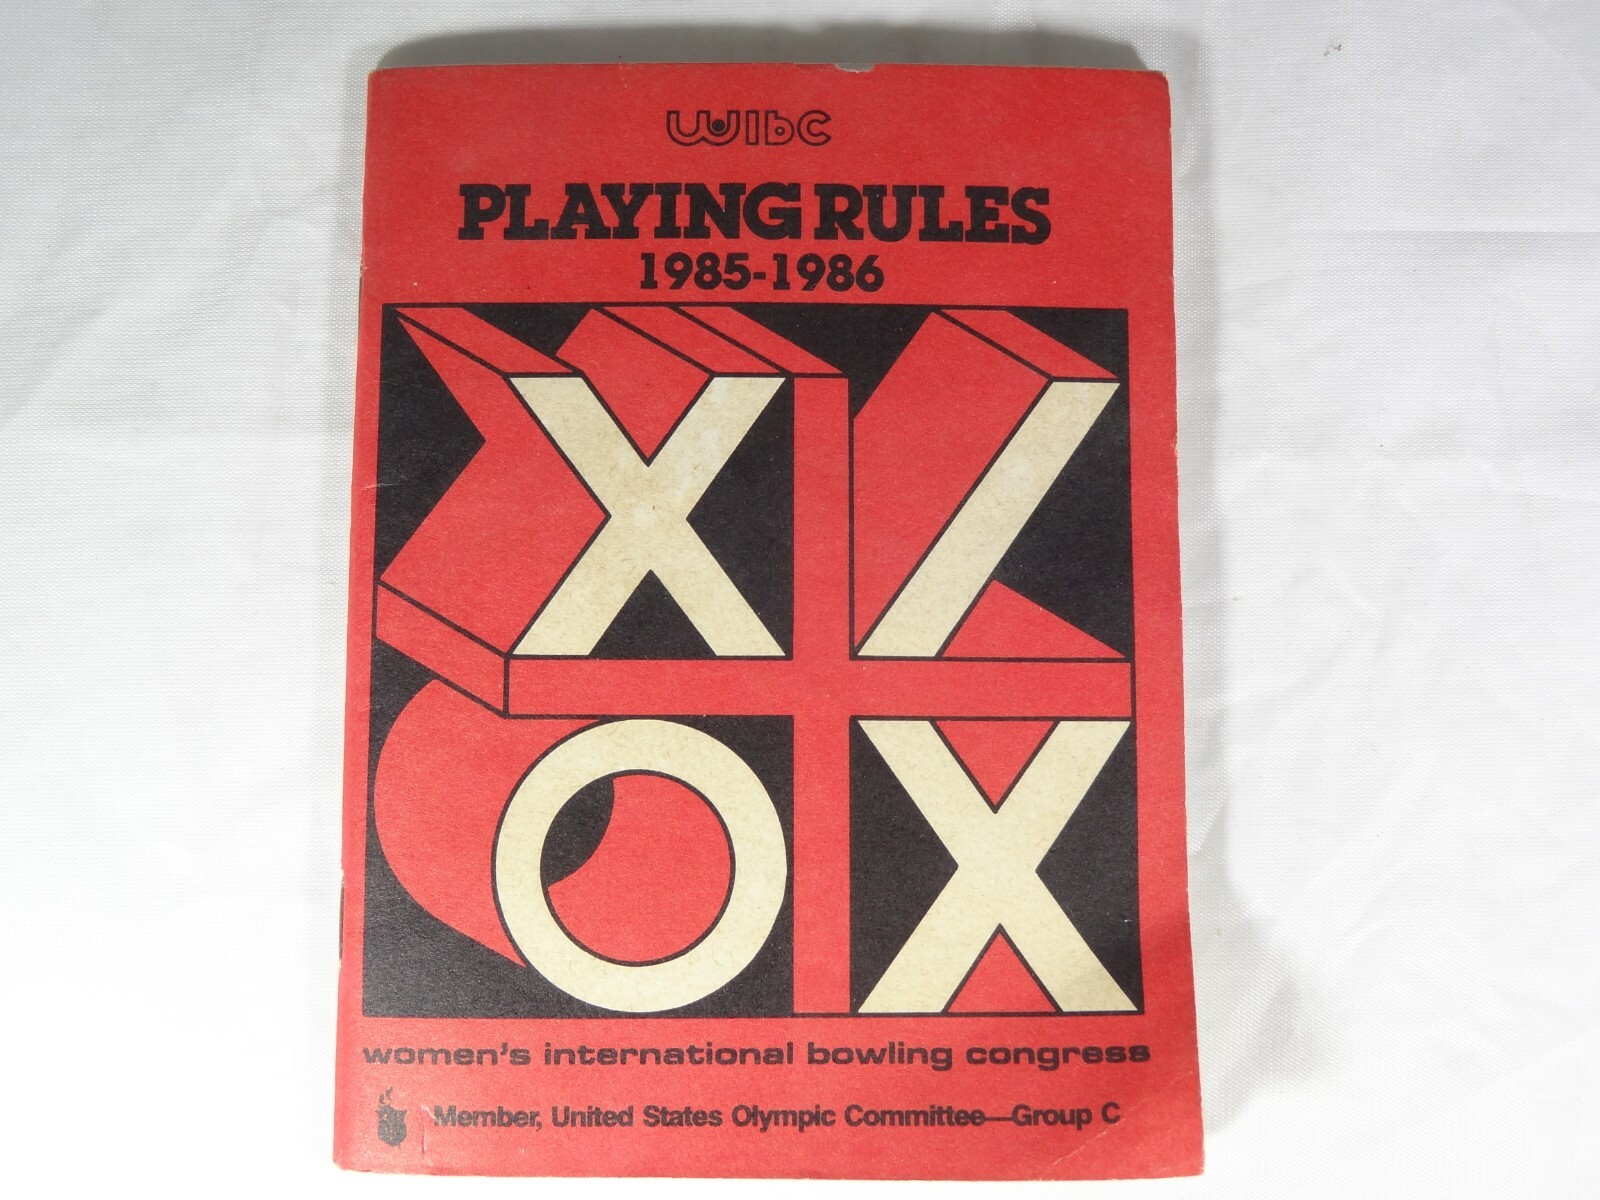 WIbC
PLAYING RULES
1985-1986
X/
OX
women's international bowling congress
Member, United States Olympic Committee—Group C